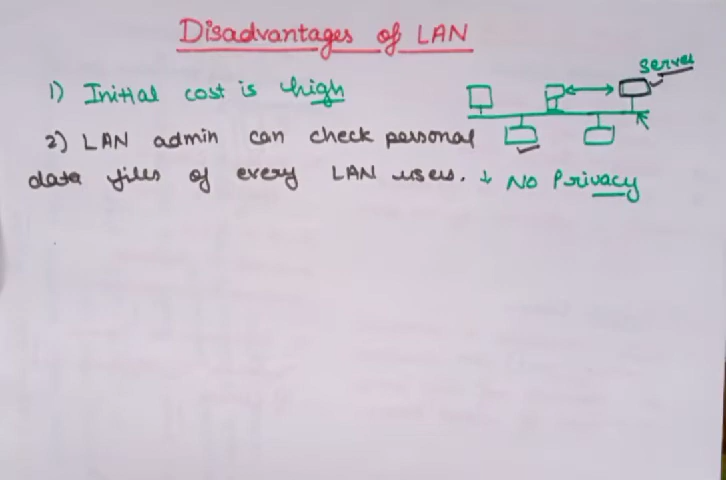 Disadvantages of LAN
server
1) Initial cost is high
2) LAN admin can check personal
data files of every LAN users. ↓ No Privacy